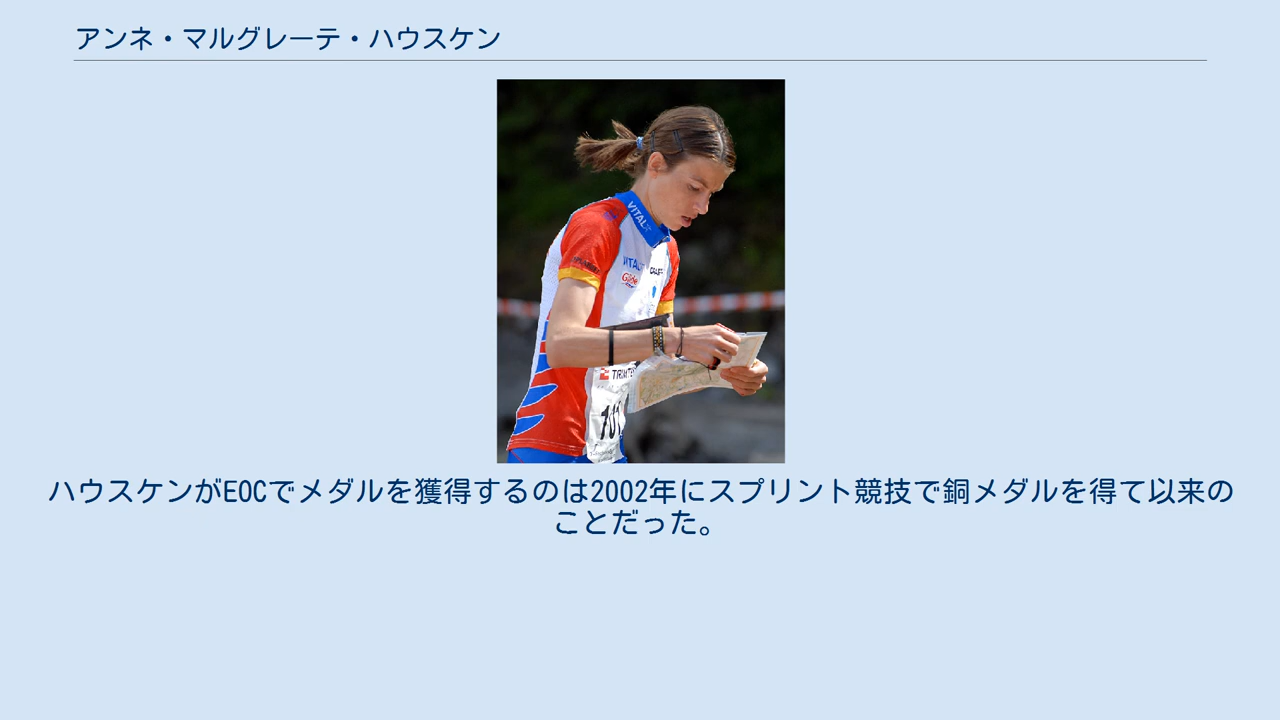 アンネ・マルグレーテ・ハウスケン
VITAL
VITAL
101
ハウスケンがEOCでメダルを獲得するのは2002年にスプリント競技で銅メダルを得て以来の
ことだった。